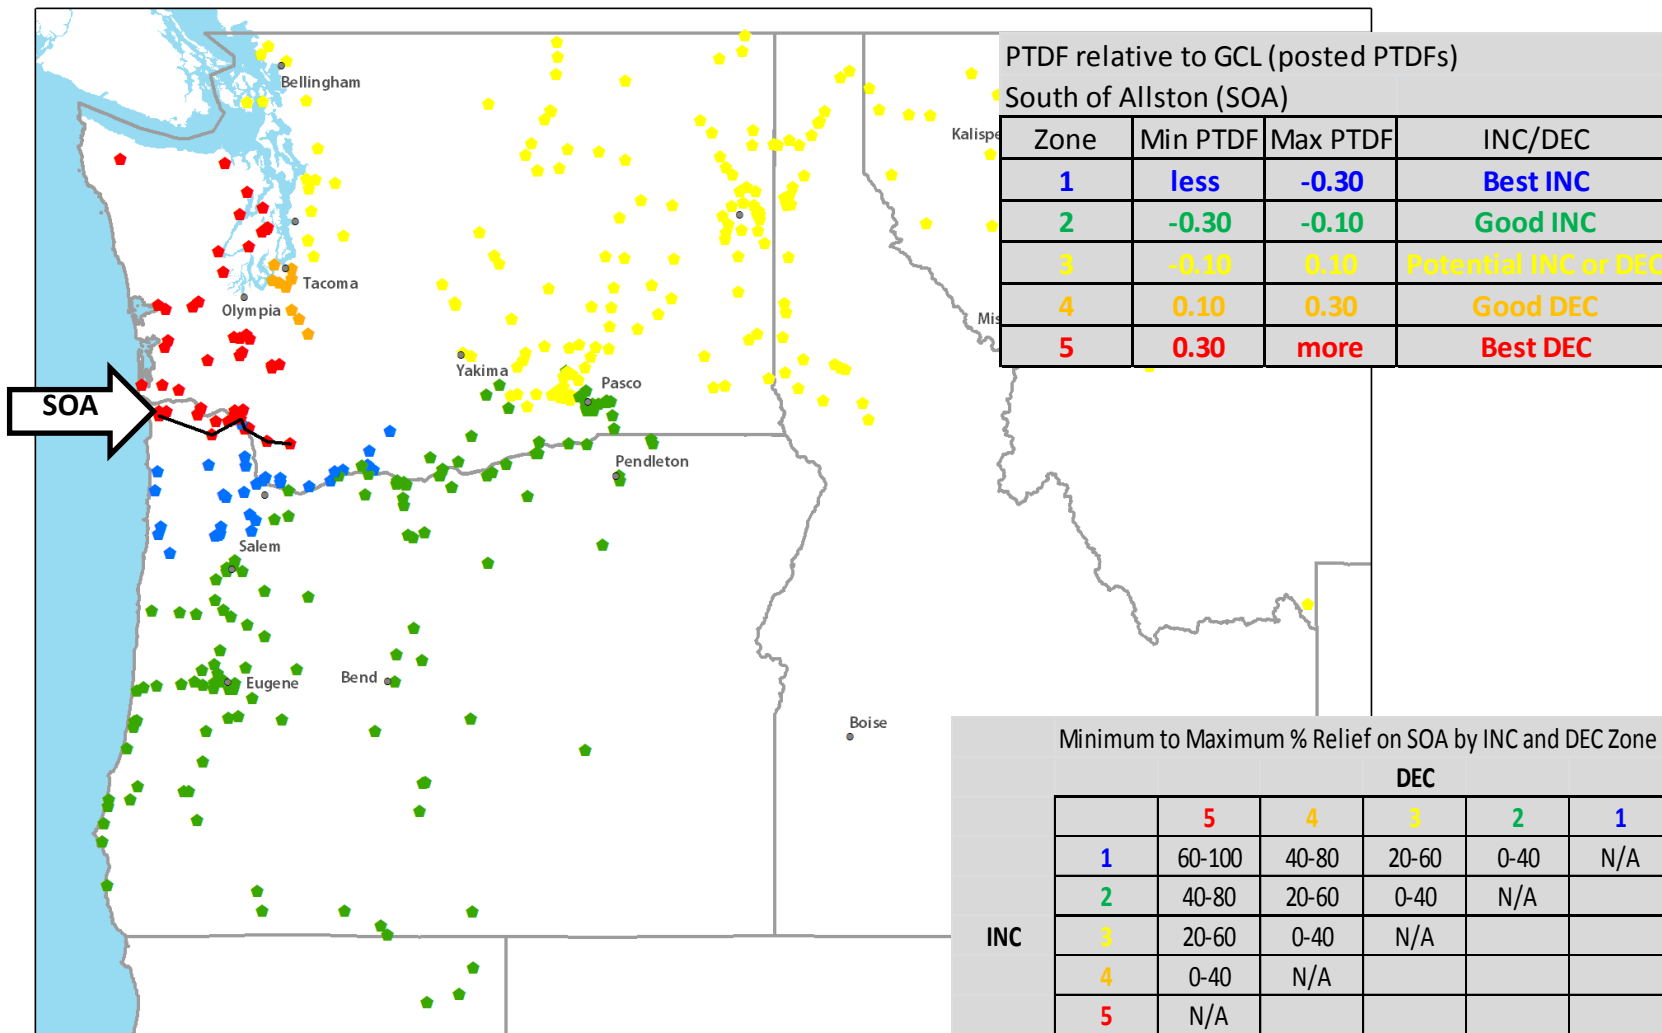 Bellingham
Kalispe
Tacoma
Olympia
Mis
Yakima
Pasco
SOA
Pendleton
Salem
Eugene
Bend
Boise
PTDF relative to GCL (posted PTDFs)
South of Allston (SOA)
Zone Min PTDF Max PTDF INC/DEC
1 less -0.30 Best INC
2 -0.30 -0.10 Good INC
3 -0.10 0.10 Potential INC or DEC
4 0.10 0.30 Good DEC
5 0.30 more Best DEC
Minimum to Maximum % Relief on SOA by INC and DEC Zone
DEC
5 4 3 2 1
1 60-100 40-80 20-60 0-40 N/A
2 40-80 20-60 0-40 N/A
INC 3 20-60 0-40 N/A
4 0-40 N/A
5 N/A